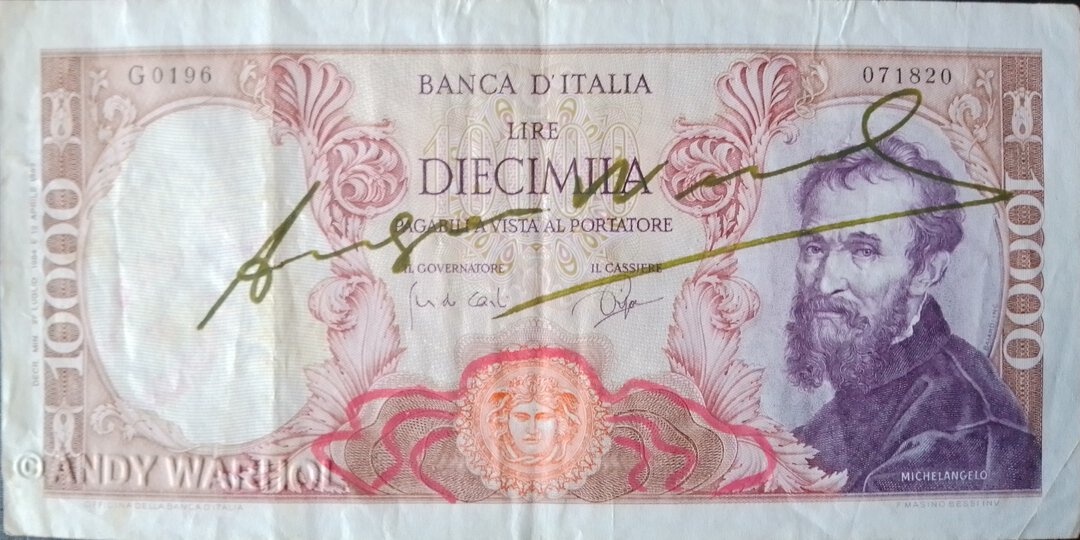 G 0196
071820
BANCA D'ITALIA
LIRE
DIECIMILA
PAGABILI A VISTA AL PORTATORE
IL GOVERNATORE
IL CASSIERE
10000
10000
MICHELANGELO
© ANDY WARHOL
OFFICINA DELLA BANCA D'ITALIA